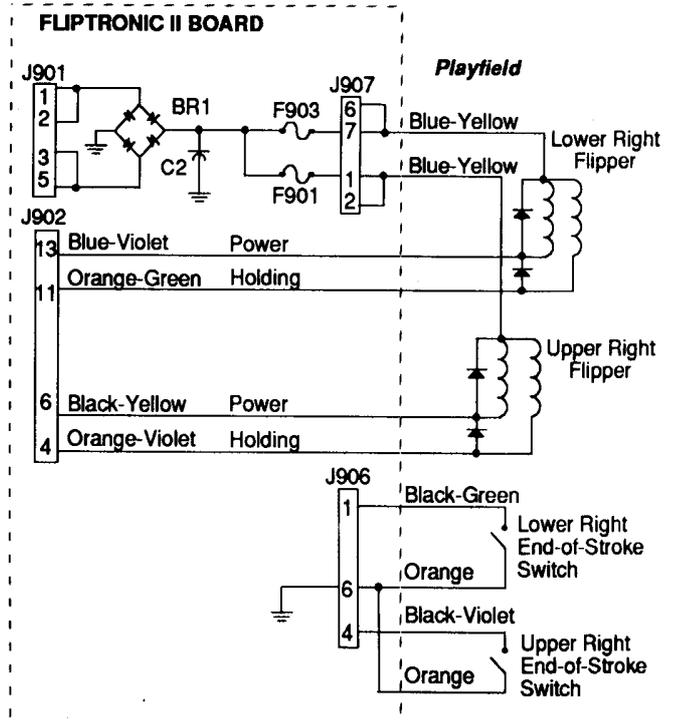 FLIPTRONIC II BOARD
J901
1
2
3
5
BR1
C2
F903
F901
J907
6
7
1
2
Playfield
Blue-Yellow
Blue-Yellow
Lower Right
Flipper
J902
13 Blue-Violet Power
11 Orange-Green Holding
6 Black-Yellow Power
4 Orange-Violet Holding
Upper Right
Flipper
J906
1
6
4
Black-Green
Orange
Lower Right
End-of-Stroke
Switch
Black-Violet
Orange
Upper Right
End-of-Stroke
Switch